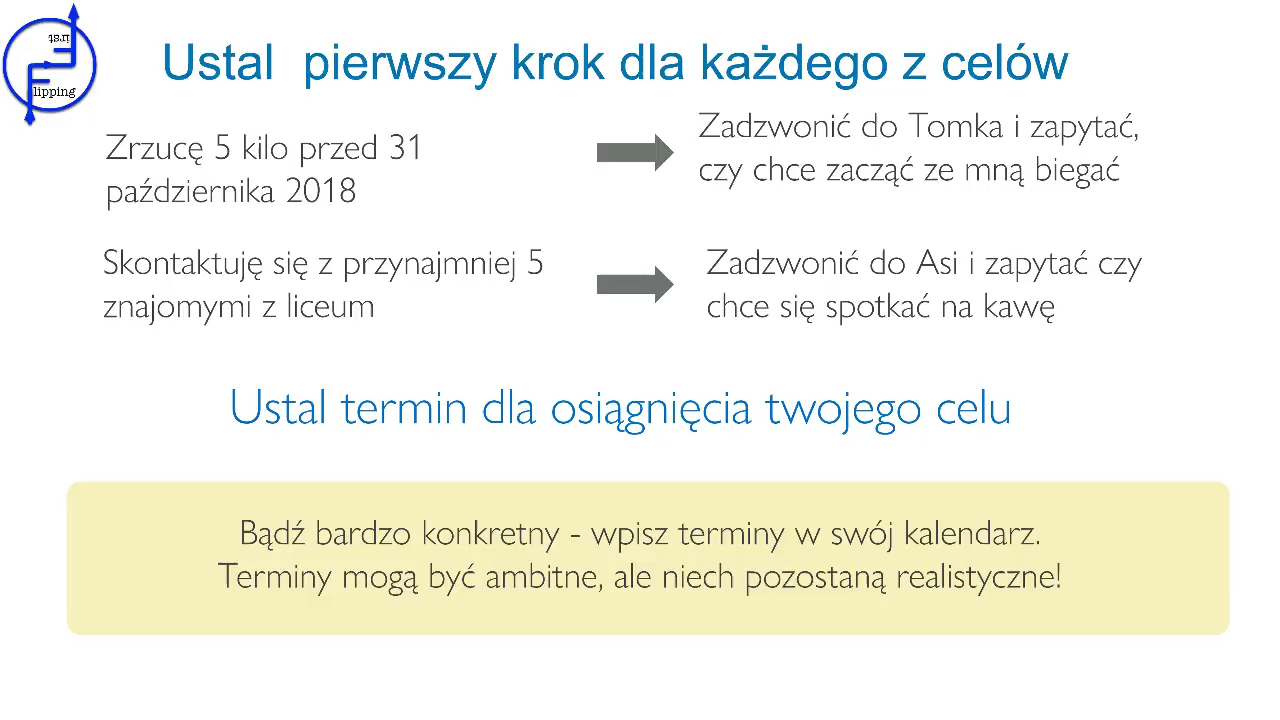 irst
lipping
Ustal pierwszy krok dla każdego z celów
Zrzucę 5 kilo przed 31
października 2018
Zadzwonić do Tomka i zapytać,
czy chce zacząć ze mną biegać
Skontaktuję się z przynajmniej 5
znajomymi z liceum
Zadzwonić do Asi i zapytać czy
chce się spotkać na kawę
Ustal termin dla osiągnięcia twojego celu
Bądź bardzo konkretny - wpisz terminy w swój kalendarz.
Terminy mogą być ambitne, ale niech pozostaną realistyczne!